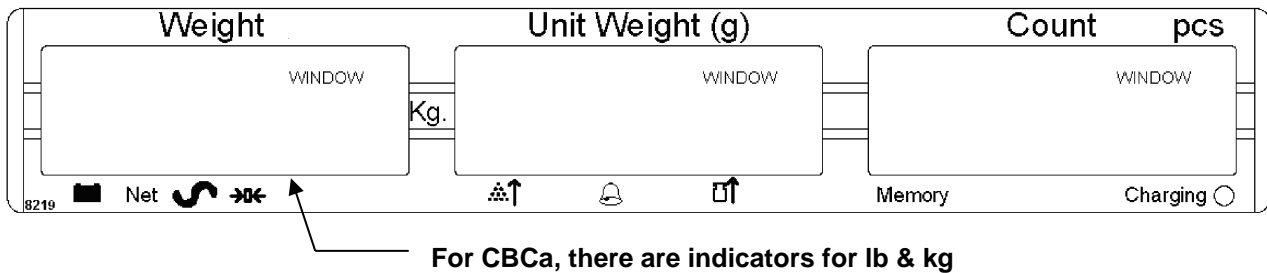 Weight Unit Weight (g) Count pcs
WINDOW WINDOW WINDOW
Kg.
8219 Net Memory Charging
For CBCa, there are indicators for lb & kg